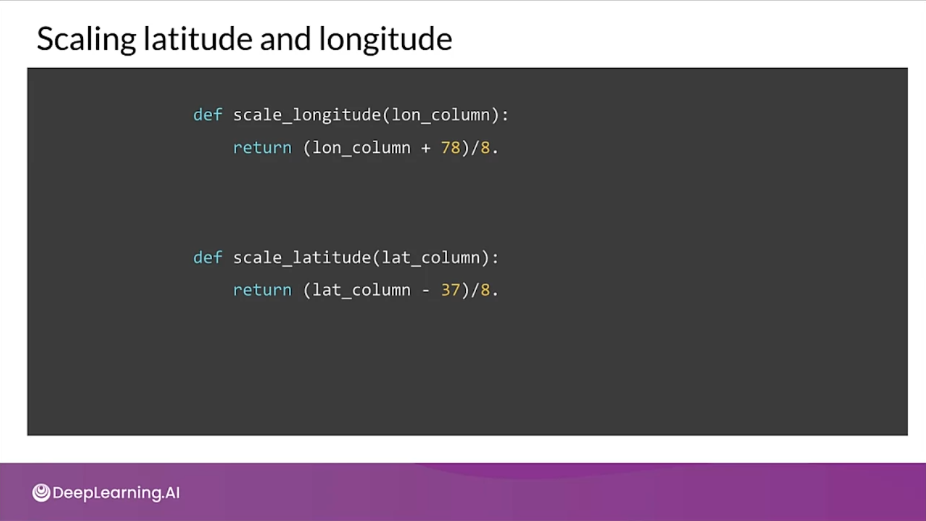 Scaling latitude and longitude
def scale_longitude(lon_column):
    return (lon_column + 78)/8.
def scale_latitude(lat_column):
    return (lat_column - 37)/8.
DeepLearning.AI